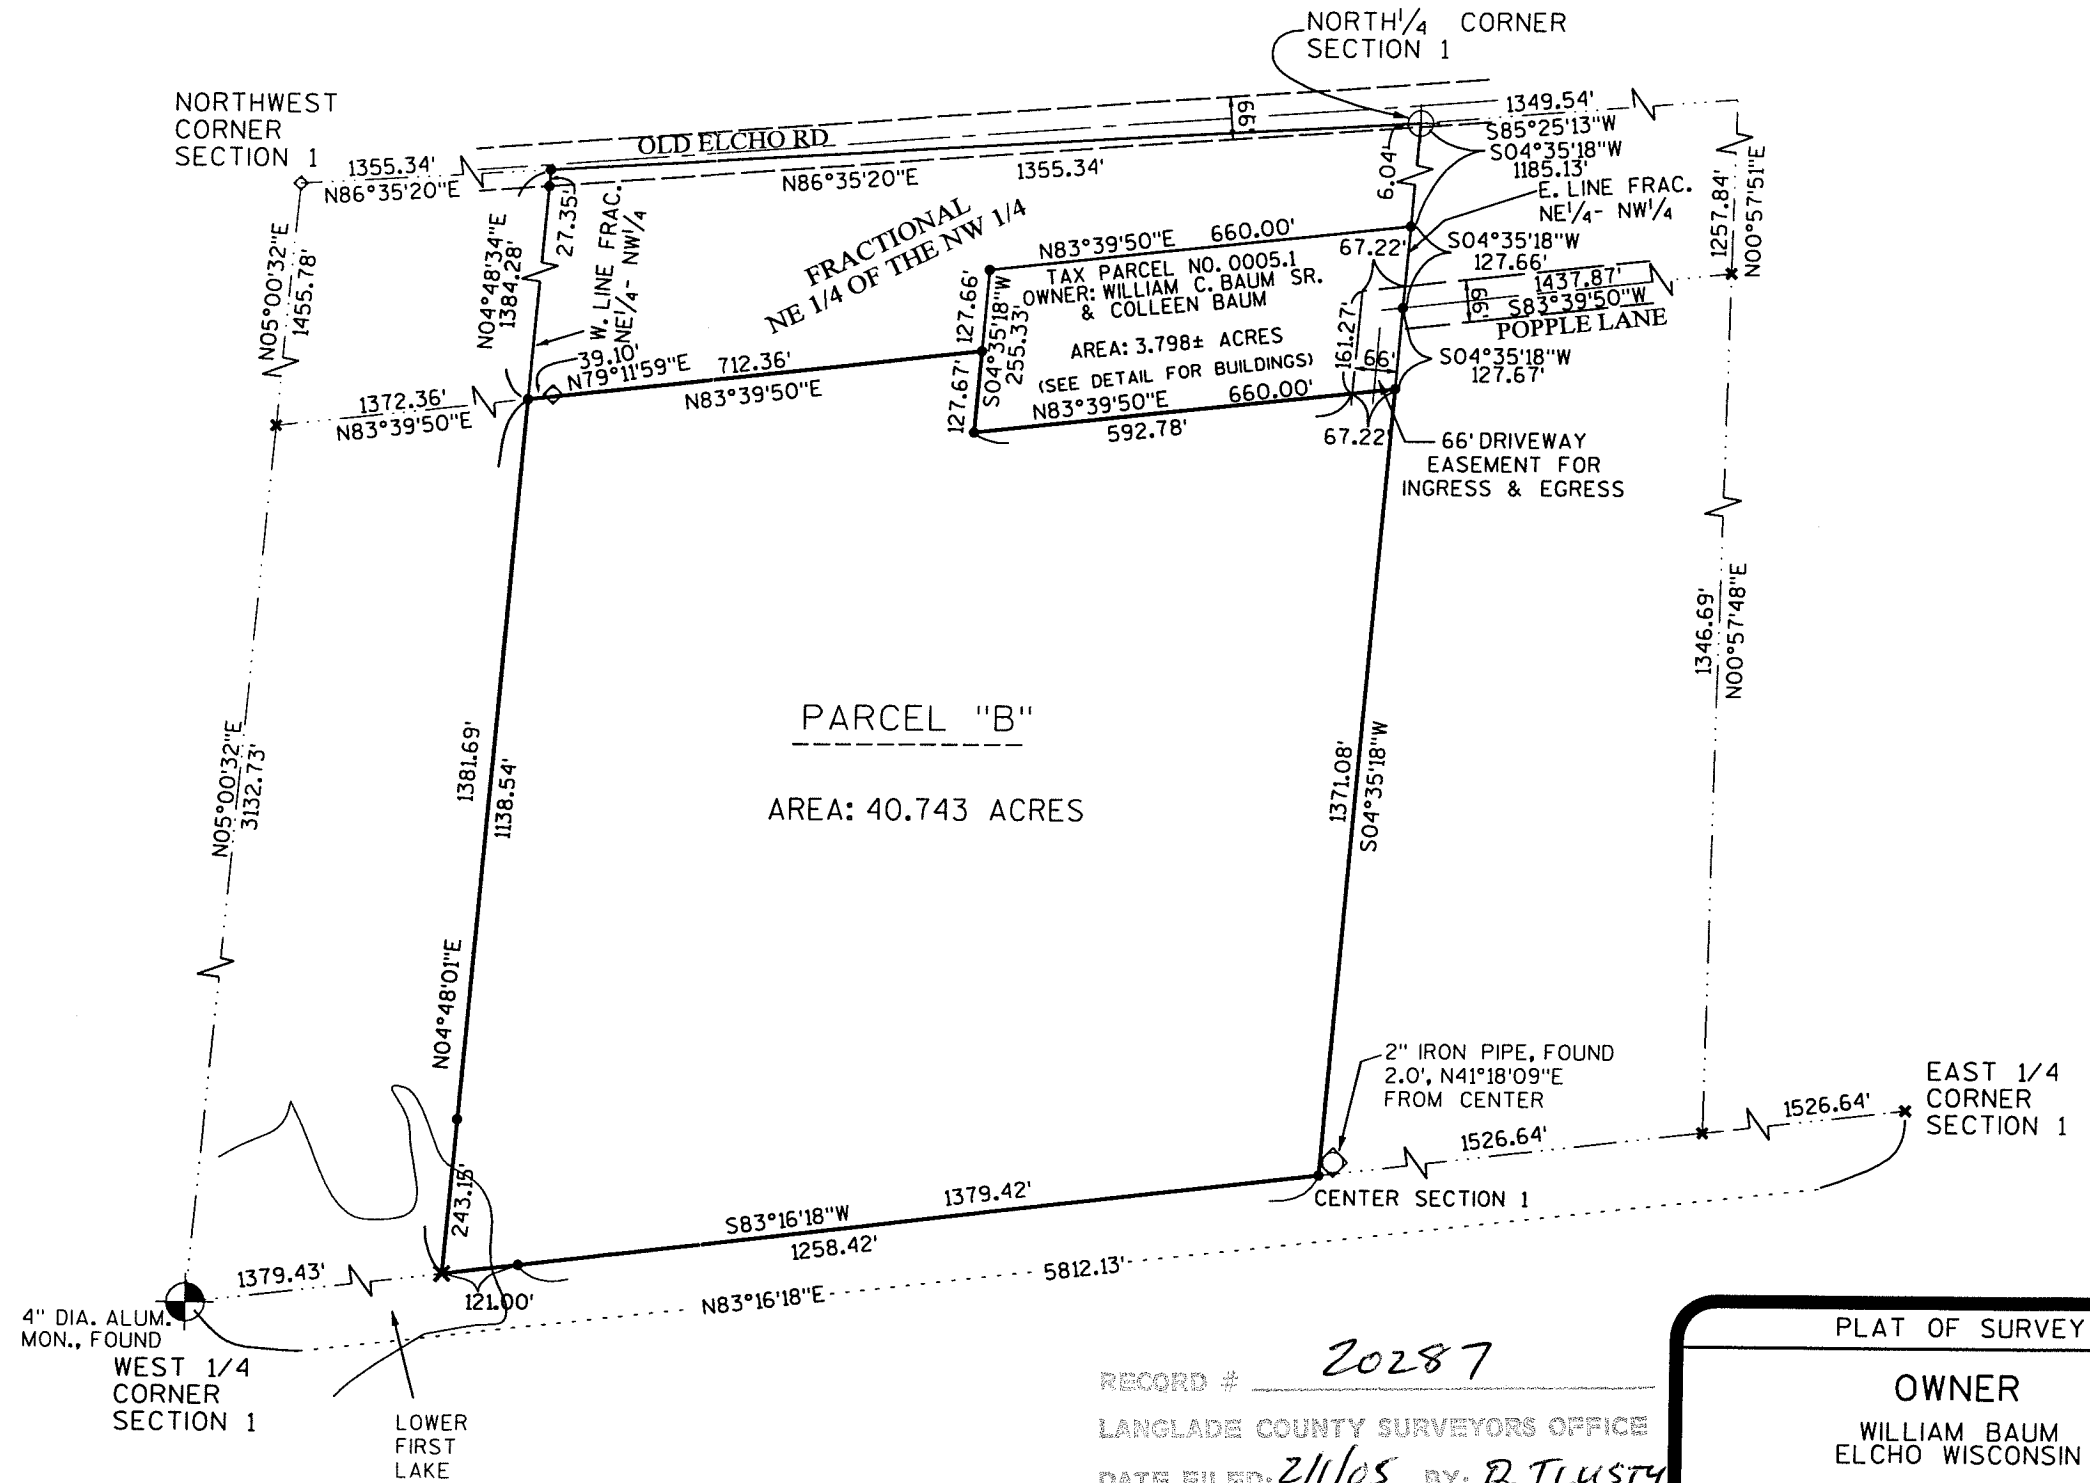 NORTH 1/4 CORNER
SECTION 1
NORTHWEST
CORNER
SECTION 1
1355.34'
N86°35'20"E
OLD ELCHO RD
66'
1349.54'
S85°25'13"W
S04°35'18"W
1185.13'
E. LINE FRAC.
NE1/4- NW1/4
N86°35'20"E
1355.34'
6.04'
27.35'
N04°48'34"E
1384.28'
W. LINE FRAC.
NE1/4- NW1/4
FRACTIONAL
NE 1/4 OF THE NW 1/4
N05°00'32"E
1455.78'
1257.84'
N00°57'51"E
N83°39'50"E 660.00'
67.22'
S04°35'18"W
127.66'
TAX PARCEL NO. 0005.1
OWNER: WILLIAM C. BAUM SR.
& COLLEEN BAUM
AREA: 3.798± ACRES
(SEE DETAIL FOR BUILDINGS)
127.66'
S04°35'18"W
255.33'
127.67'
1437.87'
66'
S83°39'50"W
POPPLE LANE
161.27'
66'
S04°35'18"W
127.67'
39.10'
N79°11'59"E
712.36'
N83°39'50"E
1372.36'
N83°39'50"E
N83°39'50"E 660.00'
592.78'
67.22'
66' DRIVEWAY
EASEMENT FOR
INGRESS & EGRESS
1346.69'
N00°57'48"E
PARCEL "B"
AREA: 40.743 ACRES
N05°00'32"E
3132.73'
1381.69'
1138.54'
N04°48'01"E
1371.08'
S04°35'18"W
2" IRON PIPE, FOUND
2.0', N41°18'09"E
FROM CENTER
EAST 1/4
CORNER
SECTION 1
1526.64'
1526.64'
CENTER SECTION 1
243.15'
1379.42'
S83°16'18"W
1258.42'
1379.43'
121.00'
N83°16'18"E
5812.13'
4" DIA. ALUM.
MON., FOUND
WEST 1/4
CORNER
SECTION 1
LOWER
FIRST
LAKE
RECORD # 20287
LANGLADE COUNTY SURVEYORS OFFICE
DATE FILED: 2/1/05 BY: R TLUSTY
PLAT OF SURVEY
OWNER
WILLIAM BAUM
ELCHO WISCONSIN